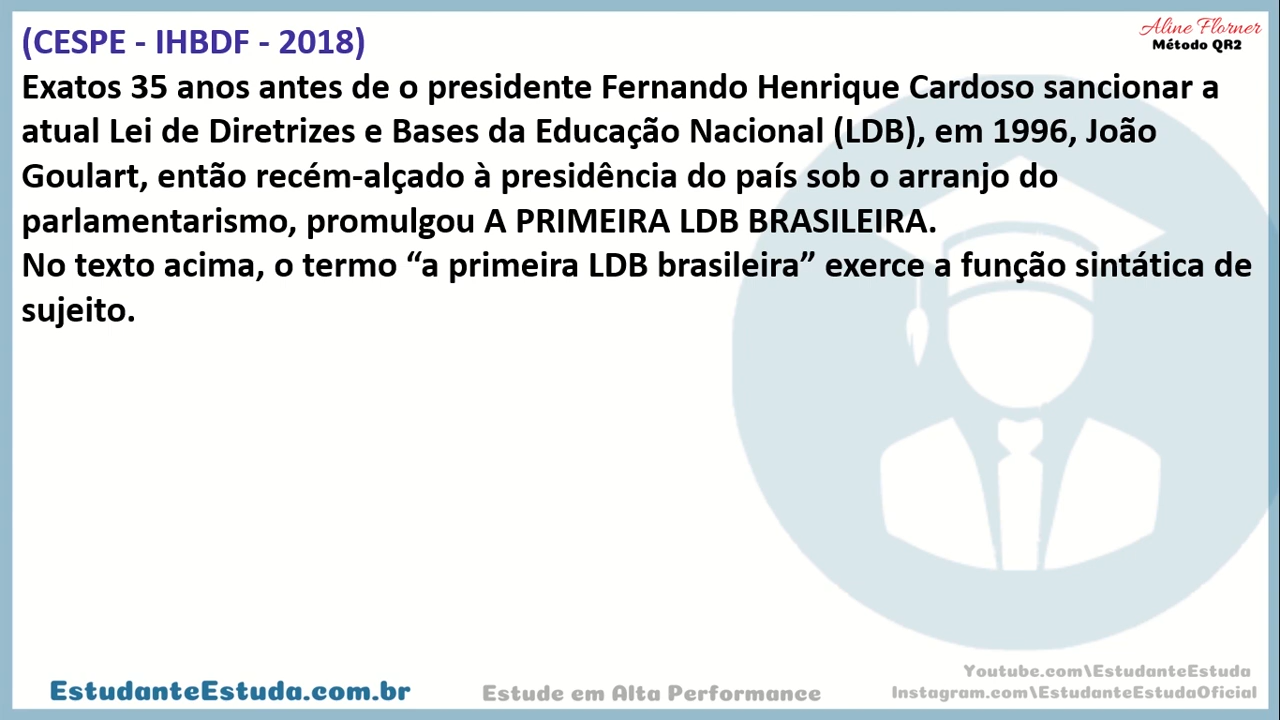 Aline Florner
Método QR2
(CESPE - IHBDF - 2018)
Exatos 35 anos antes de o presidente Fernando Henrique Cardoso sancionar a
atual Lei de Diretrizes e Bases da Educação Nacional (LDB), em 1996, João
Goulart, então recém-alçado à presidência do país sob o arranjo do
parlamentarismo, promulgou A PRIMEIRA LDB BRASILEIRA.
No texto acima, o termo “a primeira LDB brasileira” exerce a função sintática de
sujeito.
EstudanteEstuda.com.br
Estude em Alta Performance
Youtube.com\EstudanteEstuda
Instagram.com\EstudanteEstudaOficial